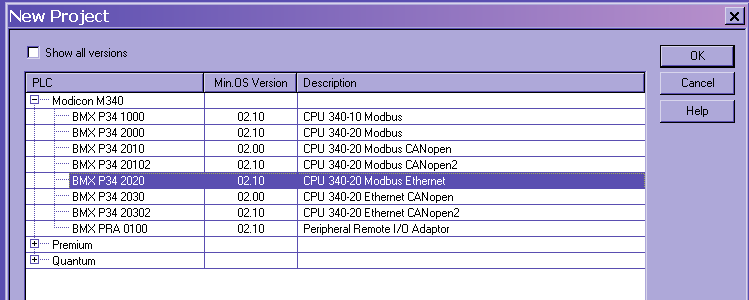 New Project
Show all versions
OK
PLC Min.OS Version Description
Cancel
Modicon M340
Help
BMX P34 1000 02.10 CPU 340-10 Modbus
BMX P34 2000 02.10 CPU 340-20 Modbus
BMX P34 2010 02.00 CPU 340-20 Modbus CANopen
BMX P34 20102 02.10 CPU 340-20 Modbus CANopen2
BMX P34 2020 02.10 CPU 340-20 Modbus Ethernet
BMX P34 2030 02.00 CPU 340-20 Ethernet CANopen
BMX P34 20302 02.10 CPU 340-20 Ethernet CANopen2
BMX PRA 0100 02.10 Peripheral Remote I/O Adaptor
Premium
Quantum